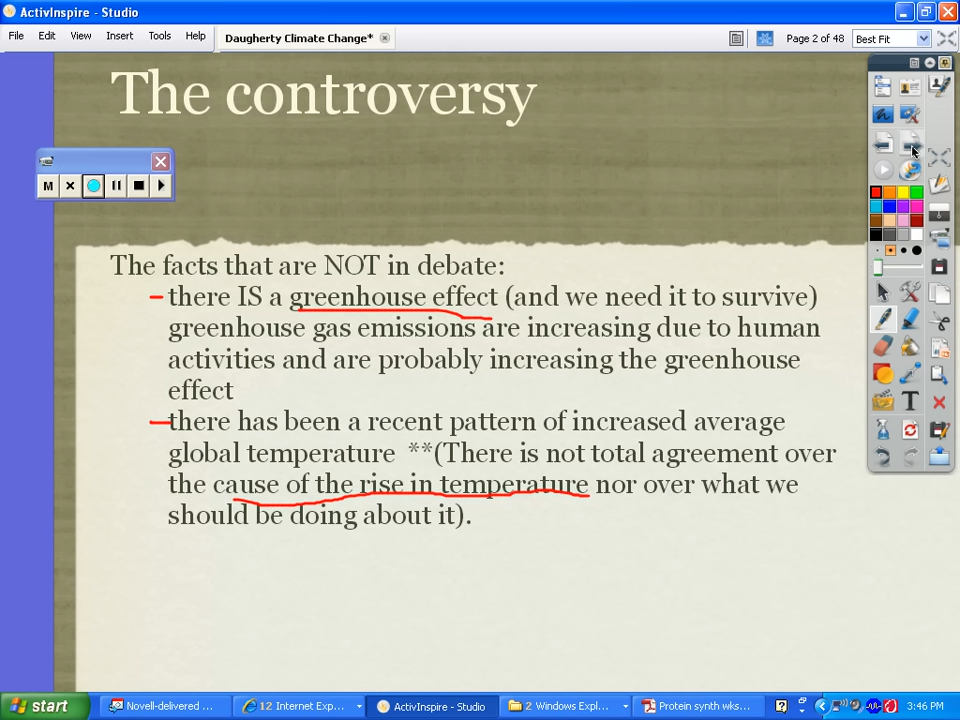 ActivInspire - Studio
File Edit View Insert Tools Help Daugherty Climate Change* Page 2 of 48 Best Fit
The controversy
M
The facts that are NOT in debate:
there IS a greenhouse effect (and we need it to survive)
greenhouse gas emissions are increasing due to human
activities and are probably increasing the greenhouse
effect
there has been a recent pattern of increased average
global temperature **(There is not total agreement over
the cause of the rise in temperature nor over what we
should be doing about it).
T
start Novell-delivered ... 12 Internet Exp... ActivInspire - Studio 2 Windows Expl... Protein synth wks... 3:46 PM